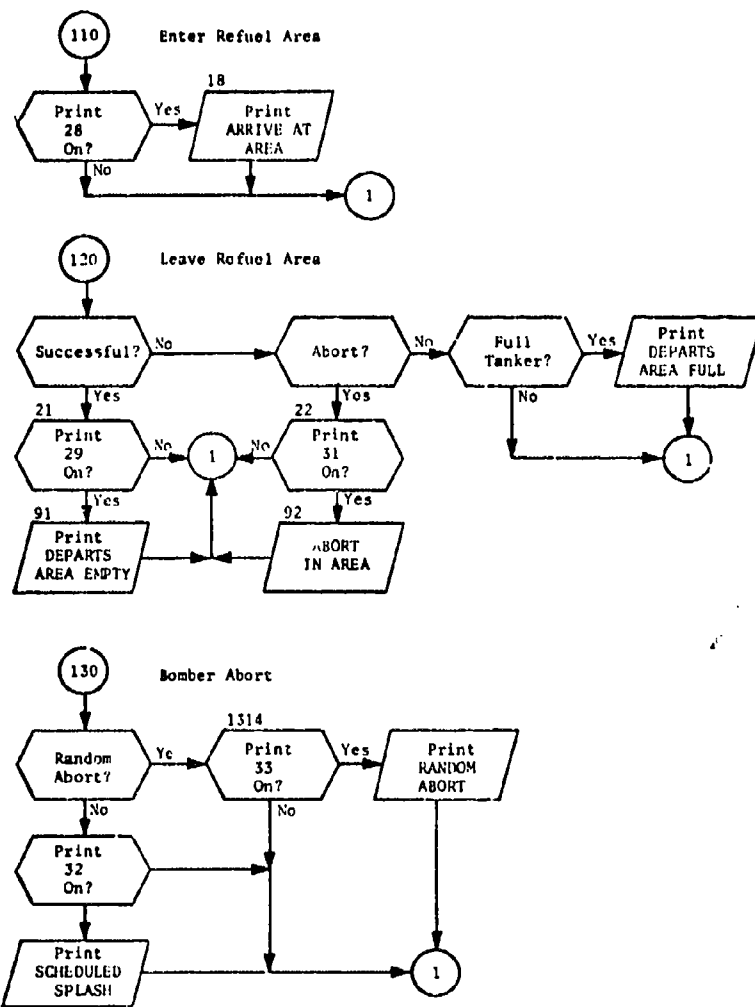 110
Enter Refuel Area
Print
28
On?
Yes
No
18
Print
ARRIVE AT
AREA
1
120
Leave Refuel Area
Successful?
No
Yes
Abort?
No
Yes
Full
Tanker?
Yes
No
Print
DEPARTS
AREA FULL
1
21
Print
29
On?
No
Yes
1
22
Print
31
On?
No
Yes
91
Print
DEPARTS
AREA EMPTY
92
ABORT
IN AREA
130
Bomber Abort
Random
Abort?
Ye
No
1314
Print
33
On?
Yes
No
Print
RANDOM
ABORT
Print
32
On?
Print
SCHEDULED
SPLASH
1